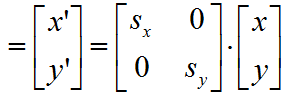 = [x' y'] = [s_x 0 0 s_y] · [x y]